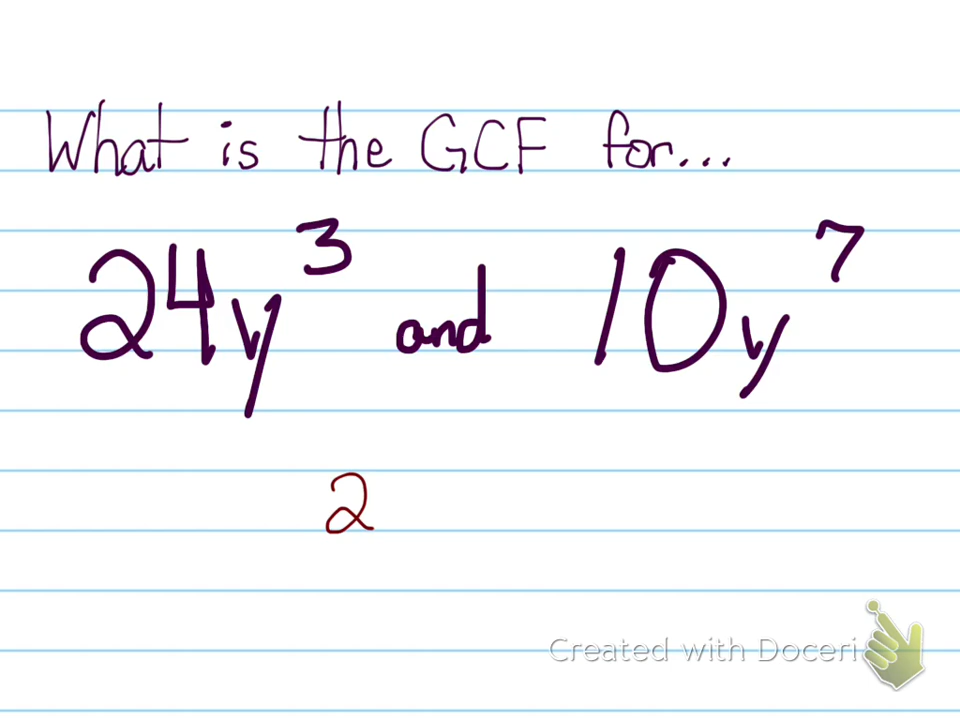 What is the GCF for...
24y³ and 10y⁷
2
Created with Doceri